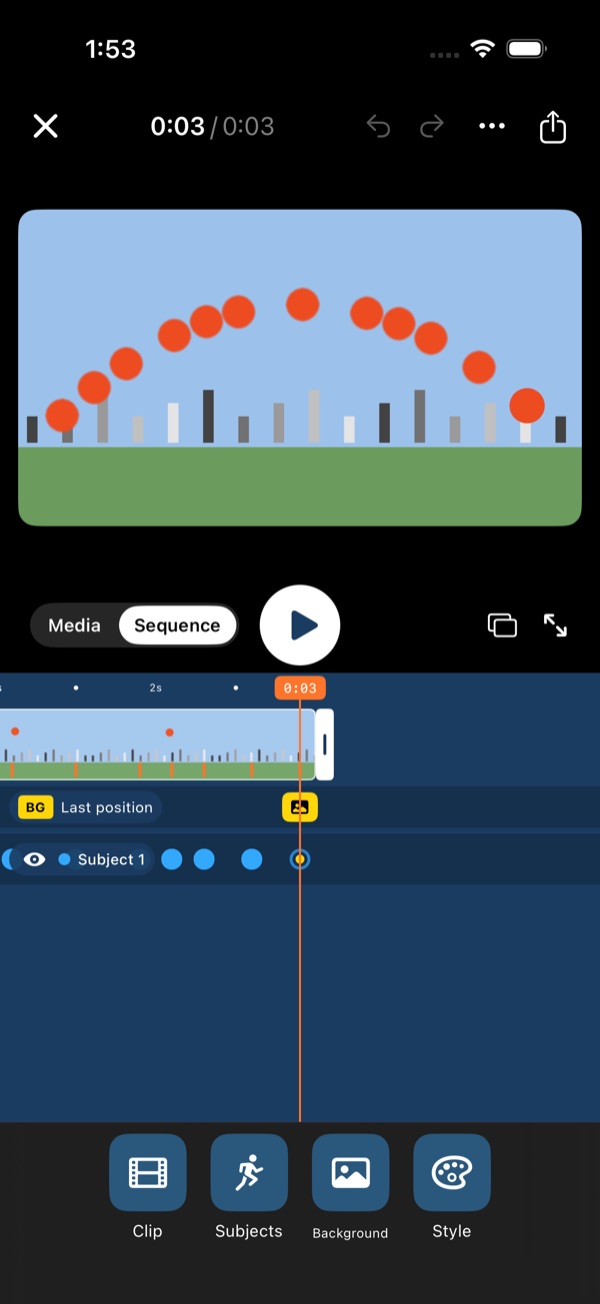 1:53
0:03 / 0:03
Media Sequence
2s 0:03
BG Last position
Subject 1
Clip Subjects Background Style